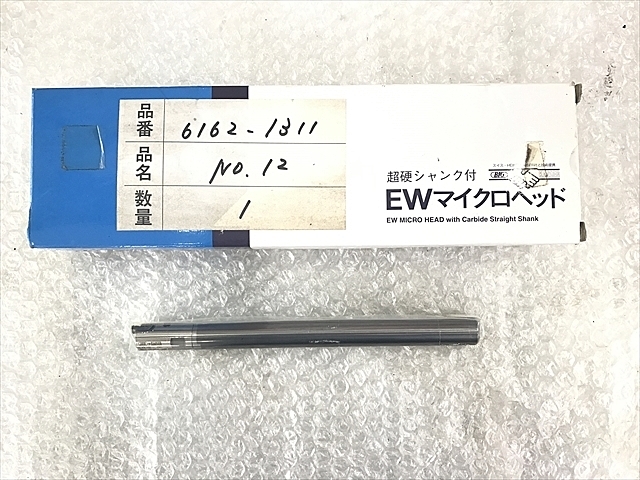 品番 6162-1311
品名 NO.12
数量 1
超硬シャンク付
BIG
EWマイクロヘッド
EW MICRO HEAD with Carbide Straight Shank